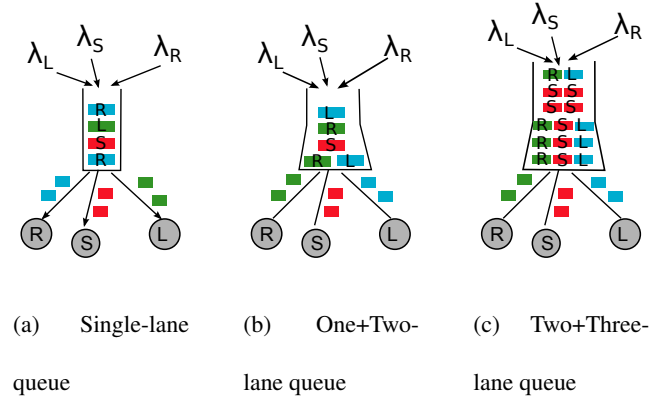 λL λS λR
R
L
S
R
R S L
(a) Single-lane
queue
λL λS λR
L
R
S
R L
R S L
(b) One+Two-
lane queue
λL λS λR
R L
S S
S S
R S L
R S L
R S L
R S L
(c) Two+Three-
lane queue